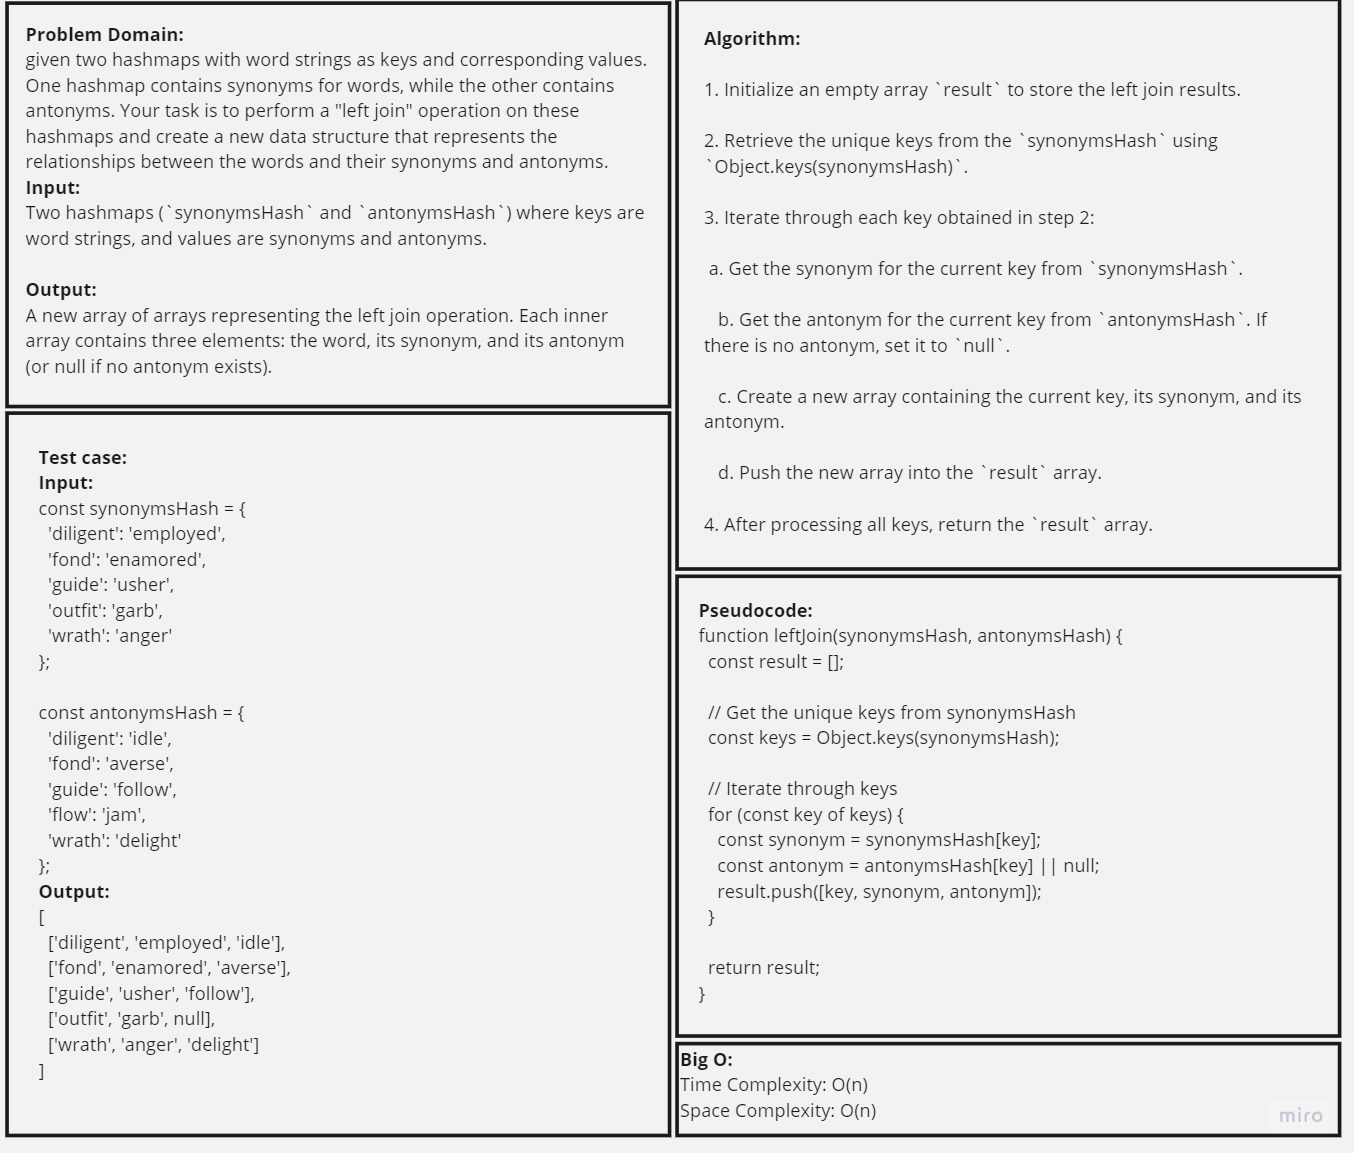 Problem Domain:
given two hashmaps with word strings as keys and corresponding values.
One hashmap contains synonyms for words, while the other contains
antonyms. Your task is to perform a "left join" operation on these
hashmaps and create a new data structure that represents the
relationships between the words and their synonyms and antonyms.
Input:
Two hashmaps (`synonymsHash` and `antonymsHash`) where keys are
word strings, and values are synonyms and antonyms.
Output:
A new array of arrays representing the left join operation. Each inner
array contains three elements: the word, its synonym, and its antonym
(or null if no antonym exists).
Test case:
Input:
const synonymsHash = {
'diligent': 'employed',
'fond': 'enamored',
'guide': 'usher',
'outfit': 'garb',
'wrath': 'anger'
};
const antonymsHash = {
'diligent': 'idle',
'fond': 'averse',
'guide': 'follow',
'flow': 'jam',
'wrath': 'delight'
};
Output:
[
['diligent', 'employed', 'idle'],
['fond', 'enamored', 'averse'],
['guide', 'usher', 'follow'],
['outfit', 'garb', null],
['wrath', 'anger', 'delight']
]
Algorithm:
1. Initialize an empty array `result` to store the left join results.
2. Retrieve the unique keys from the `synonymsHash` using
`Object.keys(synonymsHash)`.
3. Iterate through each key obtained in step 2:
a. Get the synonym for the current key from `synonymsHash`.
b. Get the antonym for the current key from `antonymsHash`. If
there is no antonym, set it to `null`.
c. Create a new array containing the current key, its synonym, and its
antonym.
d. Push the new array into the `result` array.
4. After processing all keys, return the `result` array.
Pseudocode:
function leftJoin(synonymsHash, antonymsHash) {
const result = [];
// Get the unique keys from synonymsHash
const keys = Object.keys(synonymsHash);
// Iterate through keys
for (const key of keys) {
const synonym = synonymsHash[key];
const antonym = antonymsHash[key] || null;
result.push([key, synonym, antonym]);
}
return result;
}
Big O:
Time Complexity: O(n)
Space Complexity: O(n)
miro